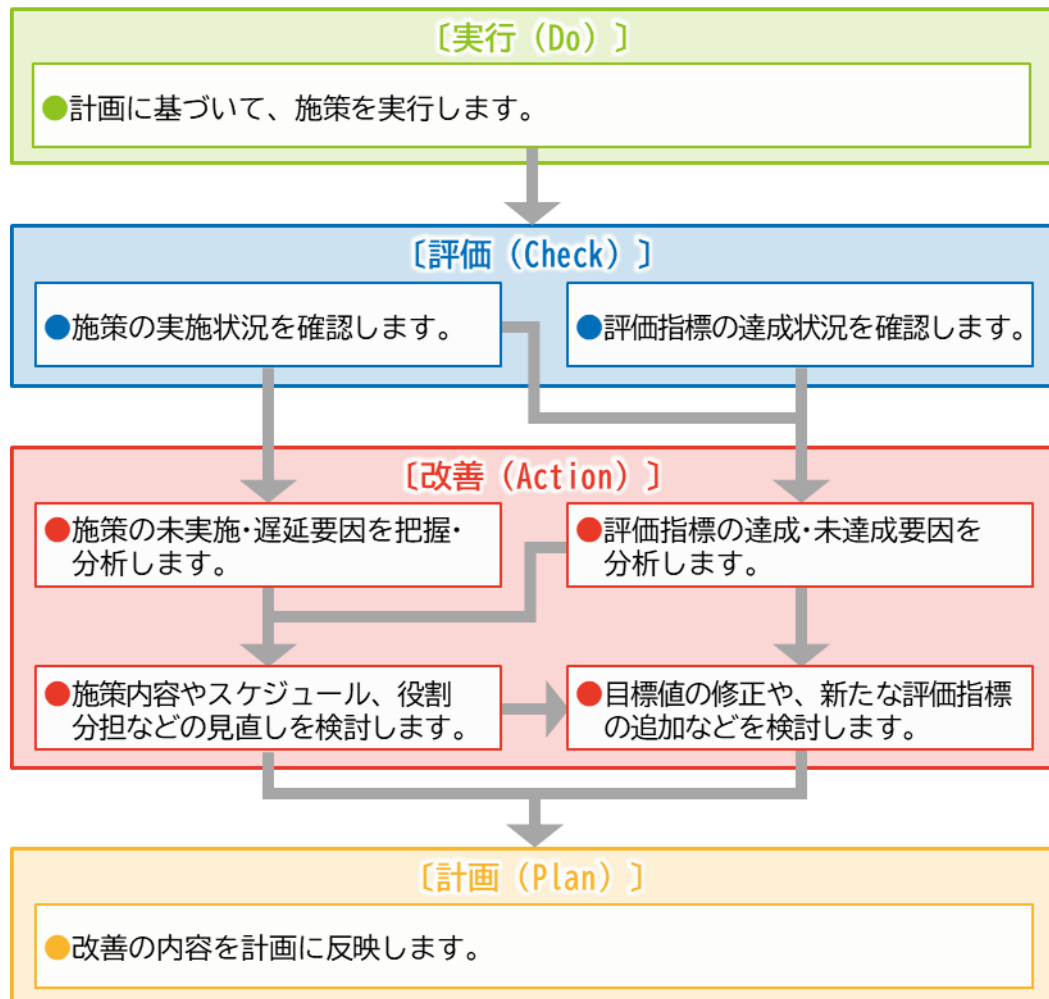 〔実行（Do）〕
●計画に基づいて、施策を実行します。
〔評価（Check）〕
●施策の実施状況を確認します。
●評価指標の達成状況を確認します。
〔改善（Action）〕
●施策の未実施・遅延要因を把握・
分析します。
●評価指標の達成・未達成要因を
分析します。
●施策内容やスケジュール、役割
分担などの見直しを検討します。
●目標値の修正や、新たな評価指標
の追加などを検討します。
〔計画（Plan）〕
●改善の内容を計画に反映します。